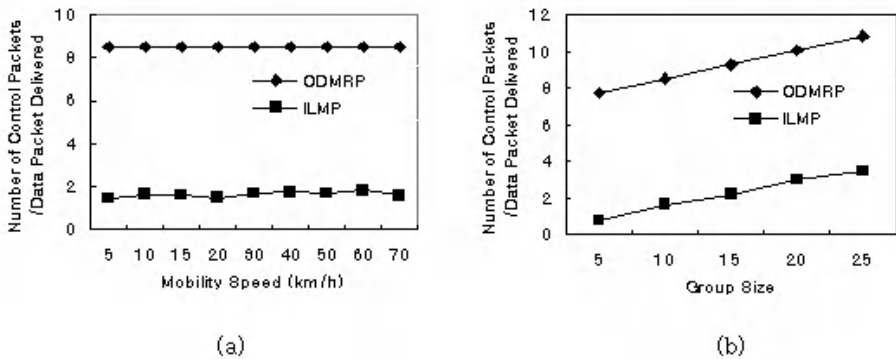 Number of Control Packets
/Data Packet Delivered
10
8
6
4
2
0
ODMRP
ILMP
5 10 15 20 30 40 50 60 70
Mobility Speed (km/h)
(a)
Number of Control Packets
/Data Packet Delivered
12
10
8
6
4
2
0
ODMRP
ILMP
5 10 15 20 25
Group Size
(b)